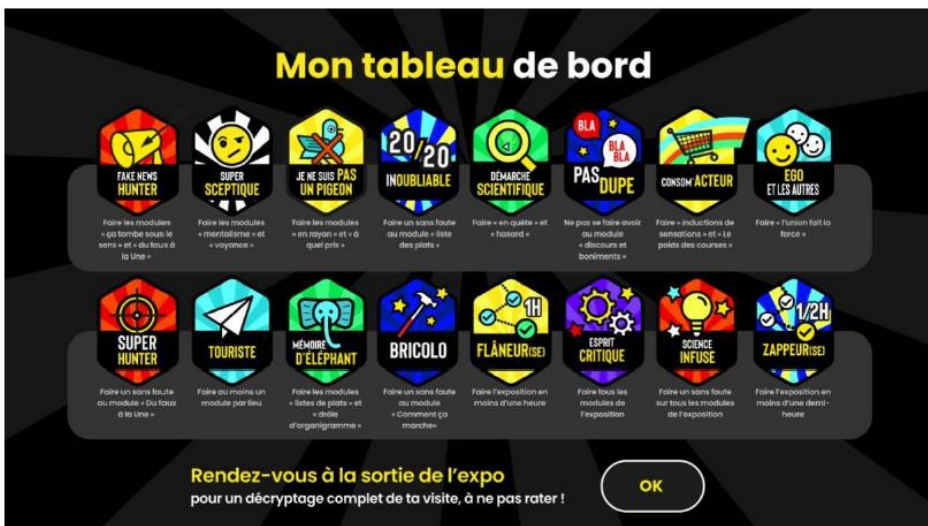 Mon tableau de bord
FAKE NEWS
HUNTER
SUPER
SCEPTIQUE
JE NE SUIS PAS
UN PIGEON
20/20
INOUBLIABLE
DÉMARCHE
SCIENTIFIQUE
BLA
BLA
BLA
PAS
DUPE
CONSOM'ACTEUR
EGO
ET LES AUTRES
Faire les modules
« ça tombe sous le
sens » et « du faux à
la Une »
Faire les modules
« mentalisme » et
« voyance »
Faire les modules
« en rayon » et « à
quel prix »
Faire un sans faute
au module « liste
des plats »
Faire « en quête » et
« hasard »
Ne pas se faire avoir
au module
« discours et
boniments »
Faire « inductions de
sensations » et « Le
poids des courses »
Faire « l'union fait la
force »
SUPER
HUNTER
TOURISTE
MÉMOIRE
D'ÉLÉPHANT
BRICOLO
1H
FLÂNEUR(SE)
ESPRIT
CRITIQUE
SCIENCE
INFUSE
1/2H
ZAPPEUR(SE)
Faire un sans faute
au module « Du faux
à la Une »
Faire au moins un
module par lieu
Faire les modules
« listes de plats » et
« drôle
d'organigramme »
Faire un sans faute
au module
« Comment ça
marche»
Faire l'exposition en
moins d'une heure
Faire tous les
modules de
l'exposition
Faire un sans faute
sur tous les modules
de l'exposition
Faire l'exposition en
moins d'une demi-
heure
Rendez-vous à la sortie de l'expo
pour un décryptage complet de ta visite, à ne pas rater !
OK